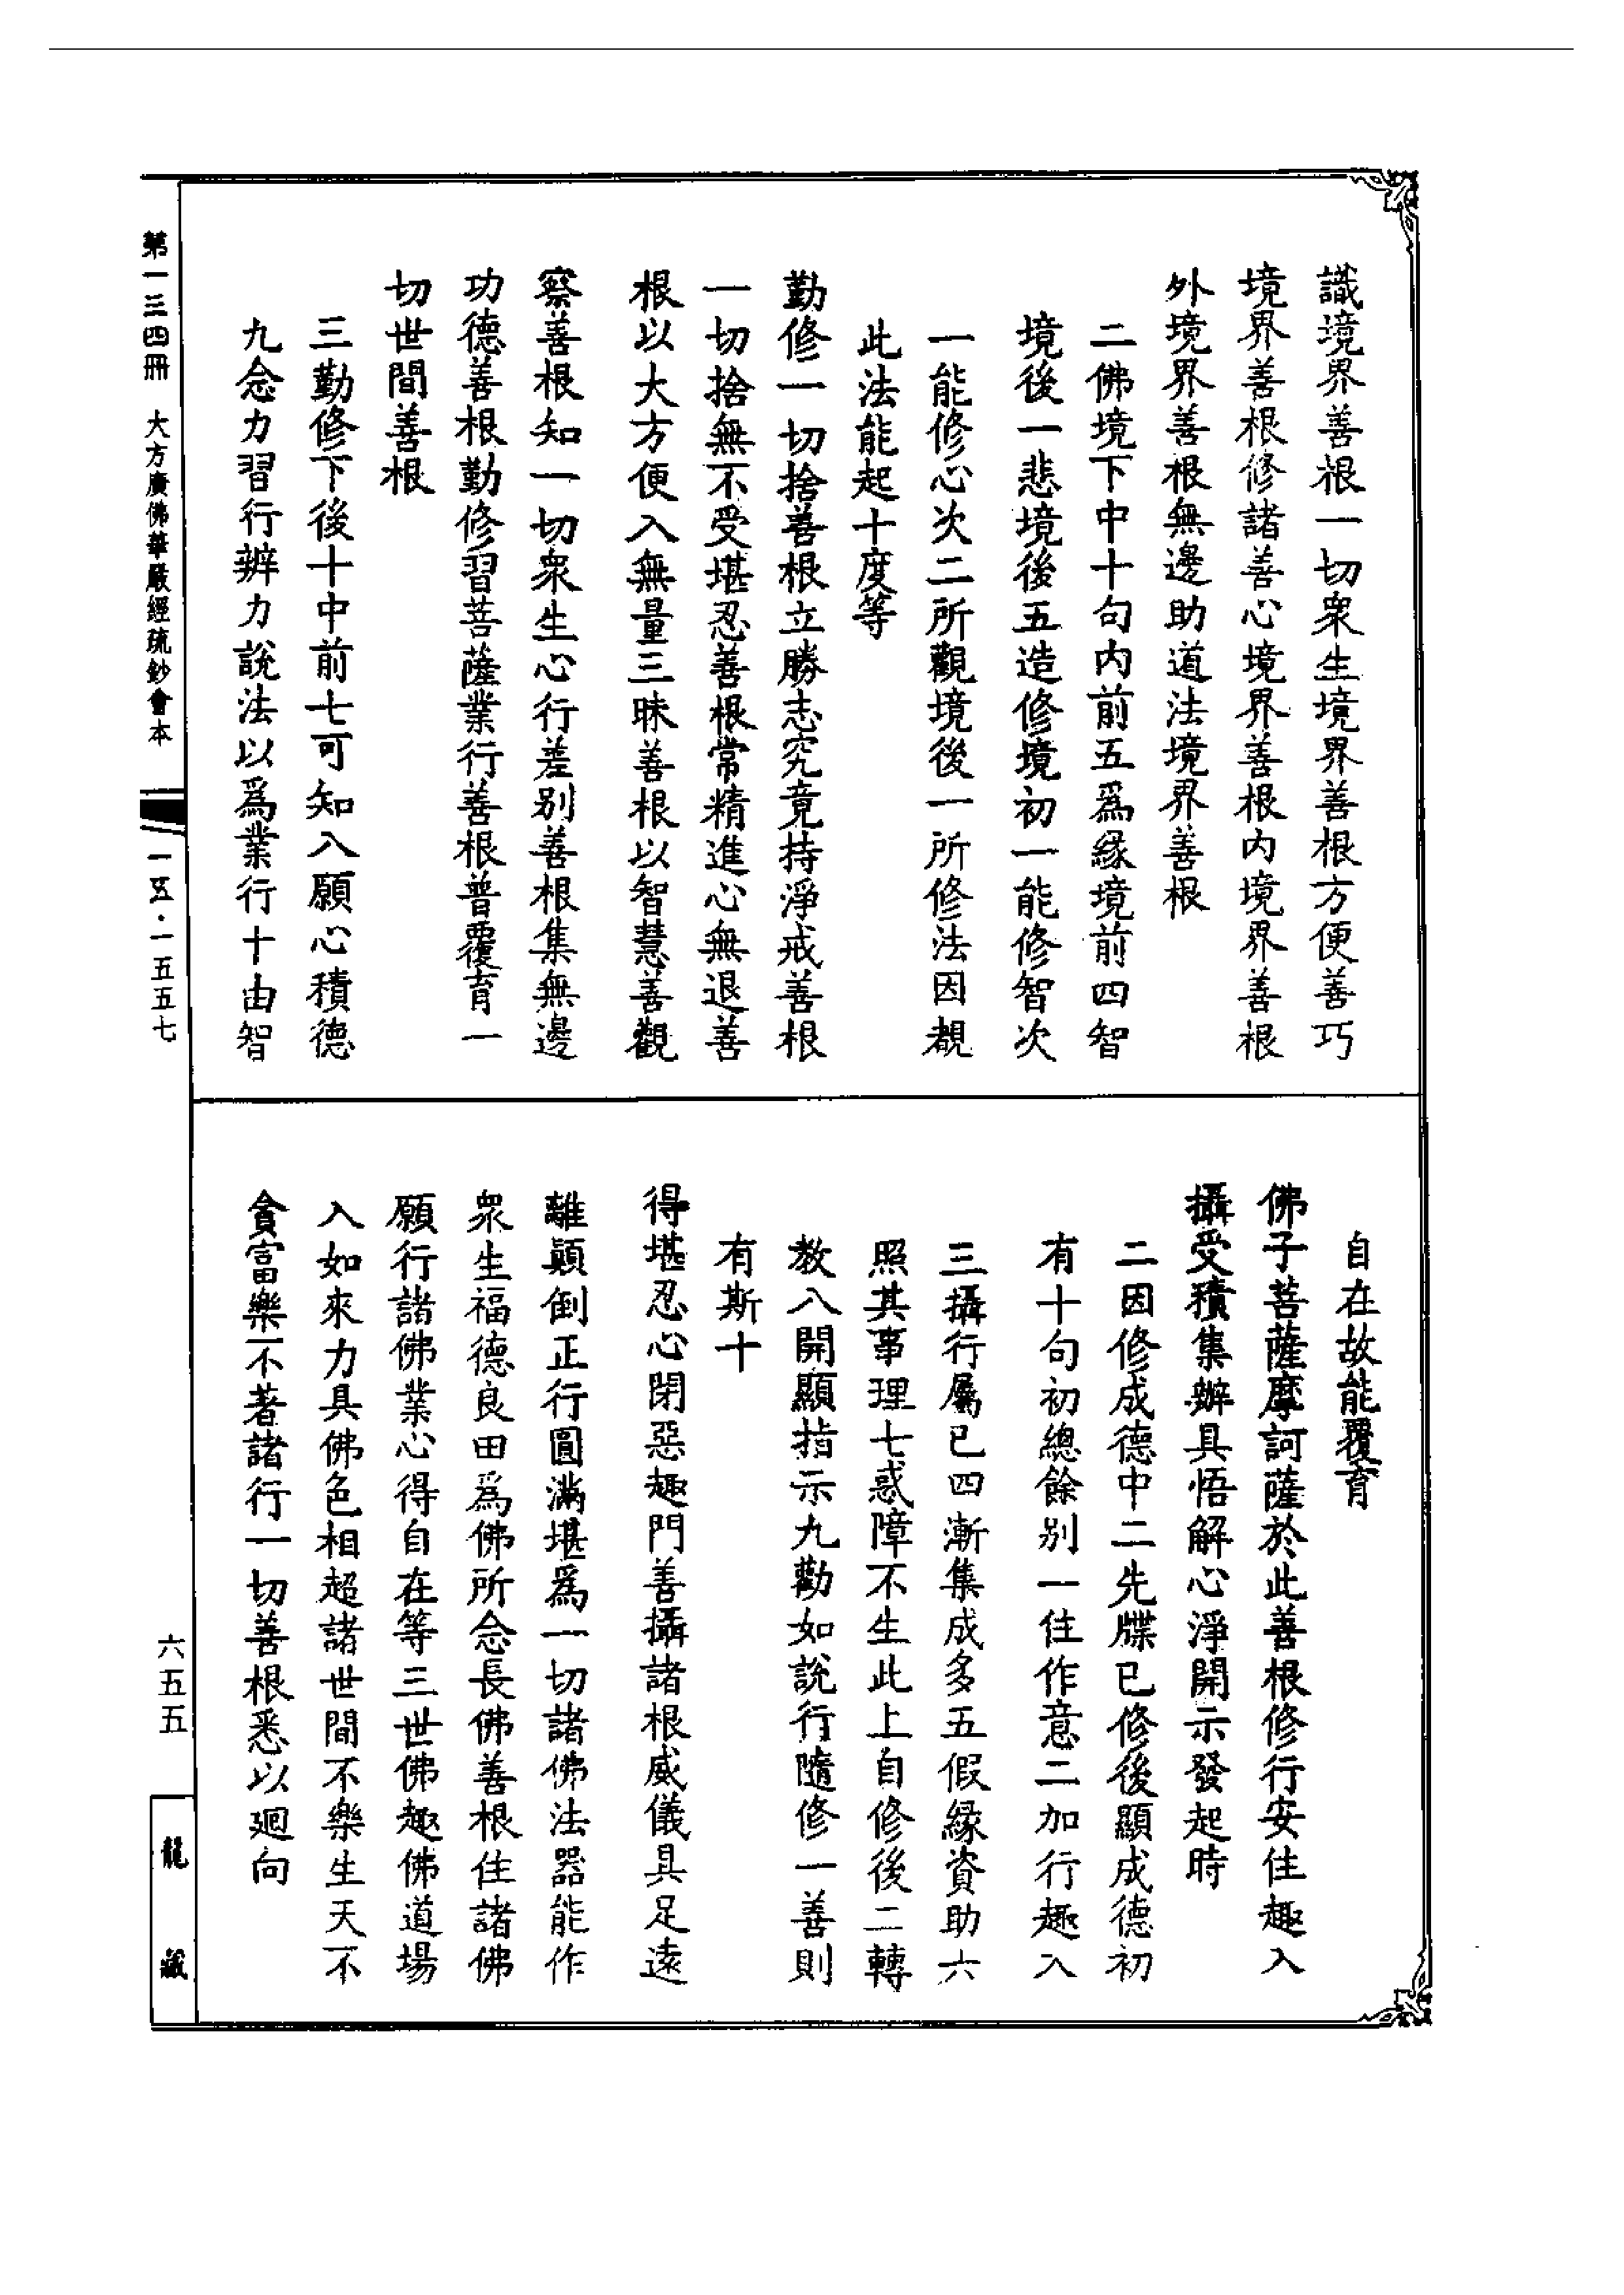 識境界善根一切衆生境界善根方便善巧
境界善根修諸善心境界善根內境界善根
外境界善根無邊助道法境界善根
二佛境下中十句內前五爲緣境前四智
境後一悲境後五造修境初一能修智次
一能修心次二所觀境後一所修法因覩
此法能起十度等
勤修一切捨善根立勝志究竟持淨戒善根
一切捨無不受堪忍善根常精進心無退善
根以大方便入無量三昧善根以智慧善觀
察善根知一切衆生心行差別善根集無邊
功德善根勤修習菩薩業行善根普覆育一
切世間善根
三勤修下後十中前七可知入願心積德
九念力習行辨力說法以爲業行十由智
自在故能覆育
佛子菩薩摩訶薩於此善根修行安住趣入
攝受積集辦具悟解心淨開示發起時
二因修成德中二先牒已修後顯成德初
有十句初總餘別一住作意二加行趣入
三攝行屬已四漸集成多五假緣資助六
照其事理七惑障不生此上自修後二轉
教八開顯指示九勸如說行隨修一善則
有斯十
得堪忍心閉惡趣門善攝諸根威儀具足遠
離顚倒正行圓滿堪爲一切諸佛法器能作
衆生福德良田爲佛所念長佛善根住諸佛
願行諸佛業心得自在等三世佛趣佛道場
入如來力具佛色相超諸世間不樂生天不
貪富樂不著諸行一切善根悉以廻向
第一三四冊　大方廣佛華嚴經疏鈔會本
一五·一五五七
六五五
龍藏